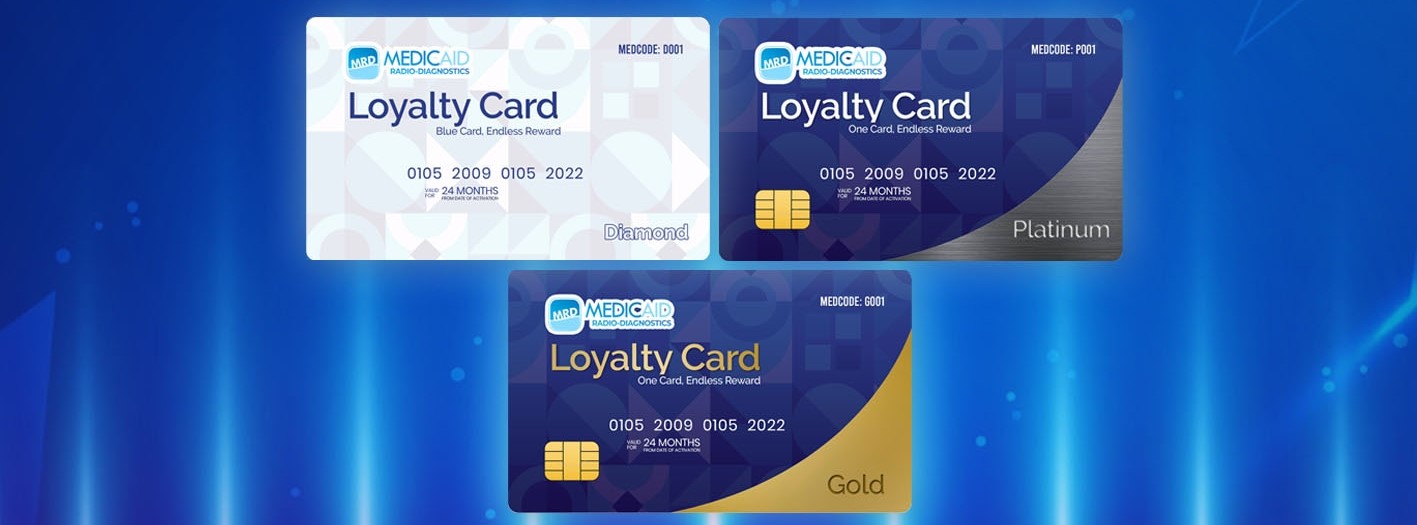 MRD
MEDICAID
RADIO-DIAGNOSTICS
MEDCODE: D001
Loyalty Card
Blue Card, Endless Reward
0105 2009 0105 2022
VALID
FOR
24 MONTHS
FROM DATE OF ACTIVATION
Diamond
MRD
MEDICAID
RADIO-DIAGNOSTICS
MEDCODE: P001
Loyalty Card
One Card, Endless Reward
0105 2009 0105 2022
VALID
FOR
24 MONTHS
FROM DATE OF ACTIVATION
Platinum
MRD
MEDICAID
RADIO-DIAGNOSTICS
MEDCODE: G001
Loyalty Card
One Card, Endless Reward
0105 2009 0105 2022
VALID
FOR
24 MONTHS
FROM DATE OF ACTIVATION
Gold